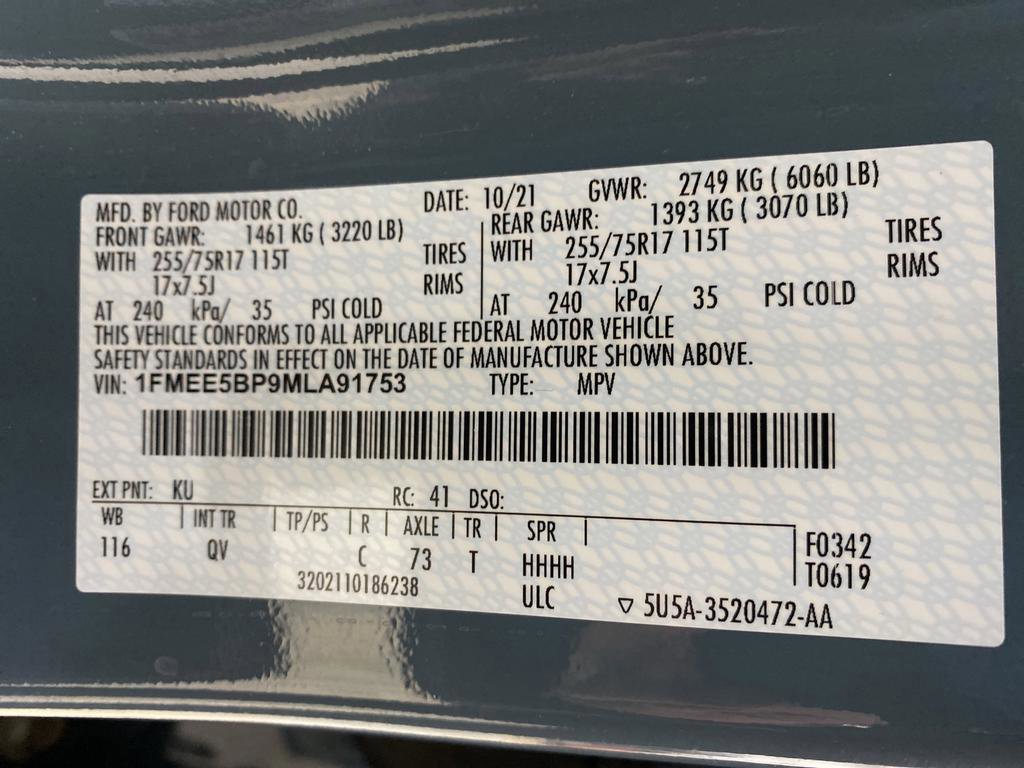 MFD. BY FORD MOTOR CO. DATE: 10/21 GVWR: 2749 KG ( 6060 LB)
FRONT GAWR: 1461 KG ( 3220 LB) REAR GAWR: 1393 KG ( 3070 LB)
WITH 255/75R17 115T TIRES WITH 255/75R17 115T TIRES
17x7.5J RIMS 17x7.5J RIMS
AT 240 kPa/ 35 PSI COLD AT 240 kPa/ 35 PSI COLD
THIS VEHICLE CONFORMS TO ALL APPLICABLE FEDERAL MOTOR VEHICLE
SAFETY STANDARDS IN EFFECT ON THE DATE OF MANUFACTURE SHOWN ABOVE.
VIN: 1FMEE5BP9MLA91753 TYPE: MPV
EXT PNT: KU RC: 41 DSO:
WB INT TR TP/PS R AXLE TR SPR
116 QV C 73 T HHHH F0342
T0619
3202110186238 ULC ▽ 5U5A-3520472-AA